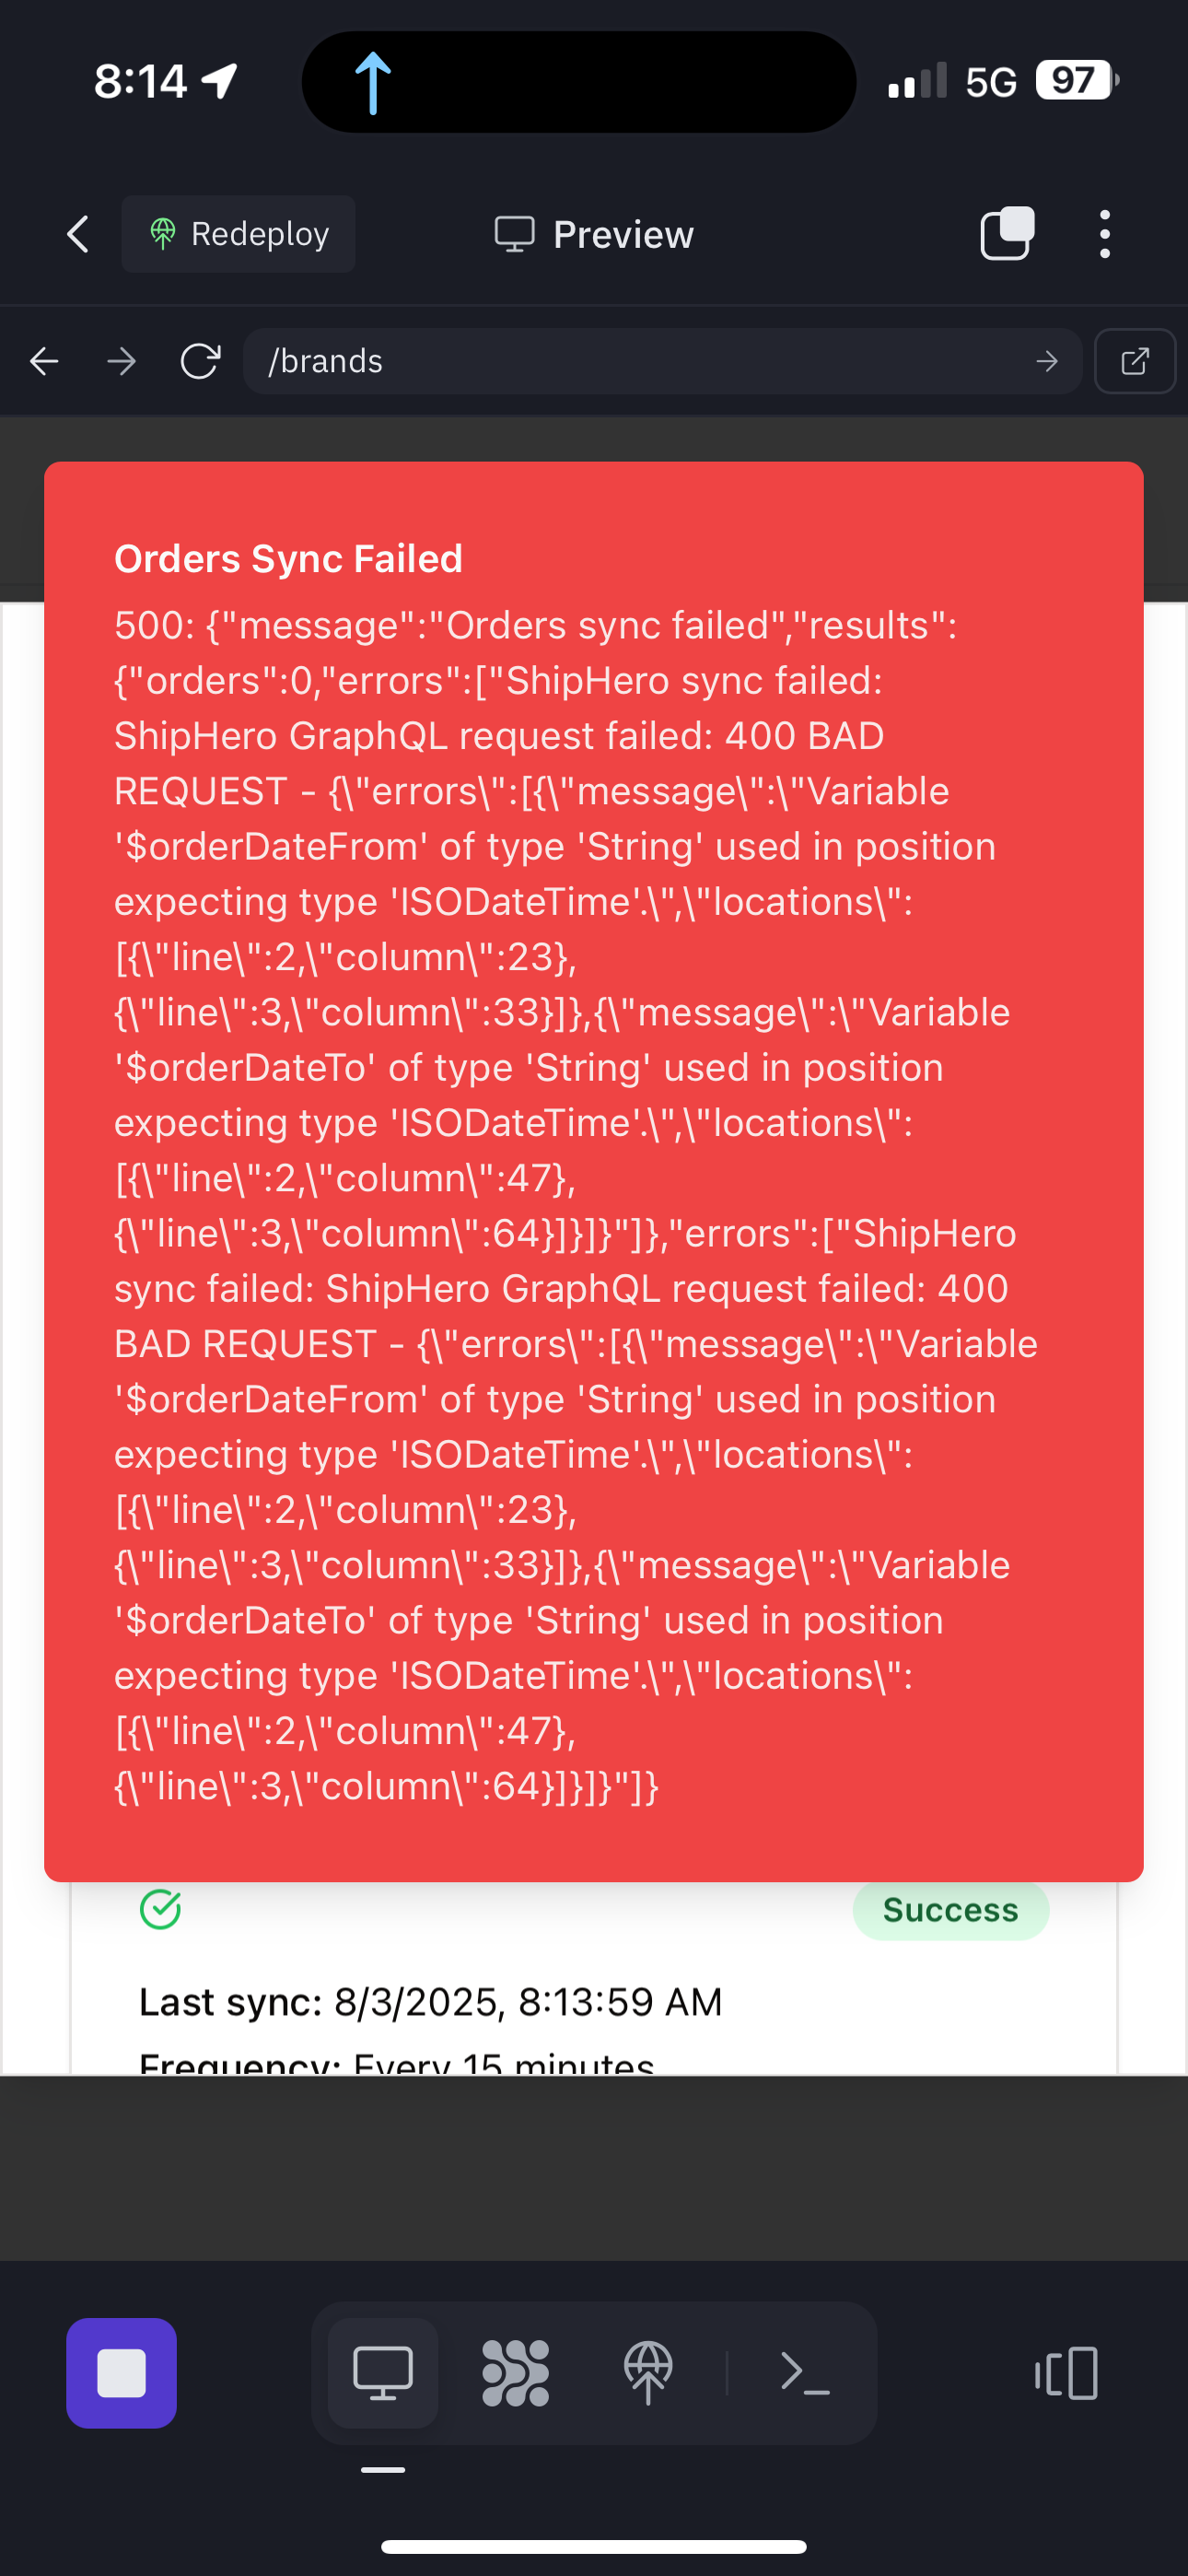 8:14
5G 97
Redeploy
Preview
/brands
Orders Sync Failed
500: {"message":"Orders sync failed","results":
{"orders":0,"errors":["ShipHero sync failed:
ShipHero GraphQL request failed: 400 BAD
REQUEST - {\"errors\":[{\"message\":\"Variable
'$orderDateFrom' of type 'String' used in position
expecting type 'ISODateTime'.\",\"locations\":
[{\"line\":2,\"column\":23},
{\"line\":3,\"column\":33}]},{\"message\":\"Variable
'$orderDateTo' of type 'String' used in position
expecting type 'ISODateTime'.\",\"locations\":
[{\"line\":2,\"column\":47},
{\"line\":3,\"column\":64}]}]}"]},"errors":["ShipHero
sync failed: ShipHero GraphQL request failed: 400
BAD REQUEST - {\"errors\":[{\"message\":\"Variable
'$orderDateFrom' of type 'String' used in position
expecting type 'ISODateTime'.\",\"locations\":
[{\"line\":2,\"column\":23},
{\"line\":3,\"column\":33}]},{\"message\":\"Variable
'$orderDateTo' of type 'String' used in position
expecting type 'ISODateTime'.\",\"locations\":
[{\"line\":2,\"column\":47},
{\"line\":3,\"column\":64}]}]}"]}
Success
Last sync: 8/3/2025, 8:13:59 AM
Frequency: Every 15 minutes